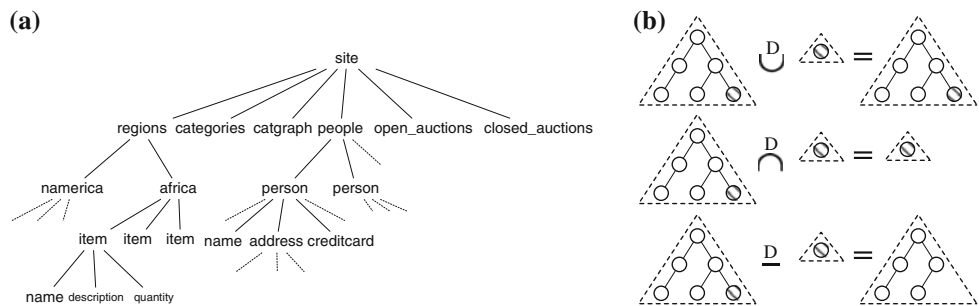 (a)
site
regions categories catgraph people open_auctions closed_auctions
namerica africa person person
item item item name address creditcard
name description quantity
(b)
D
=
D
=
D
=